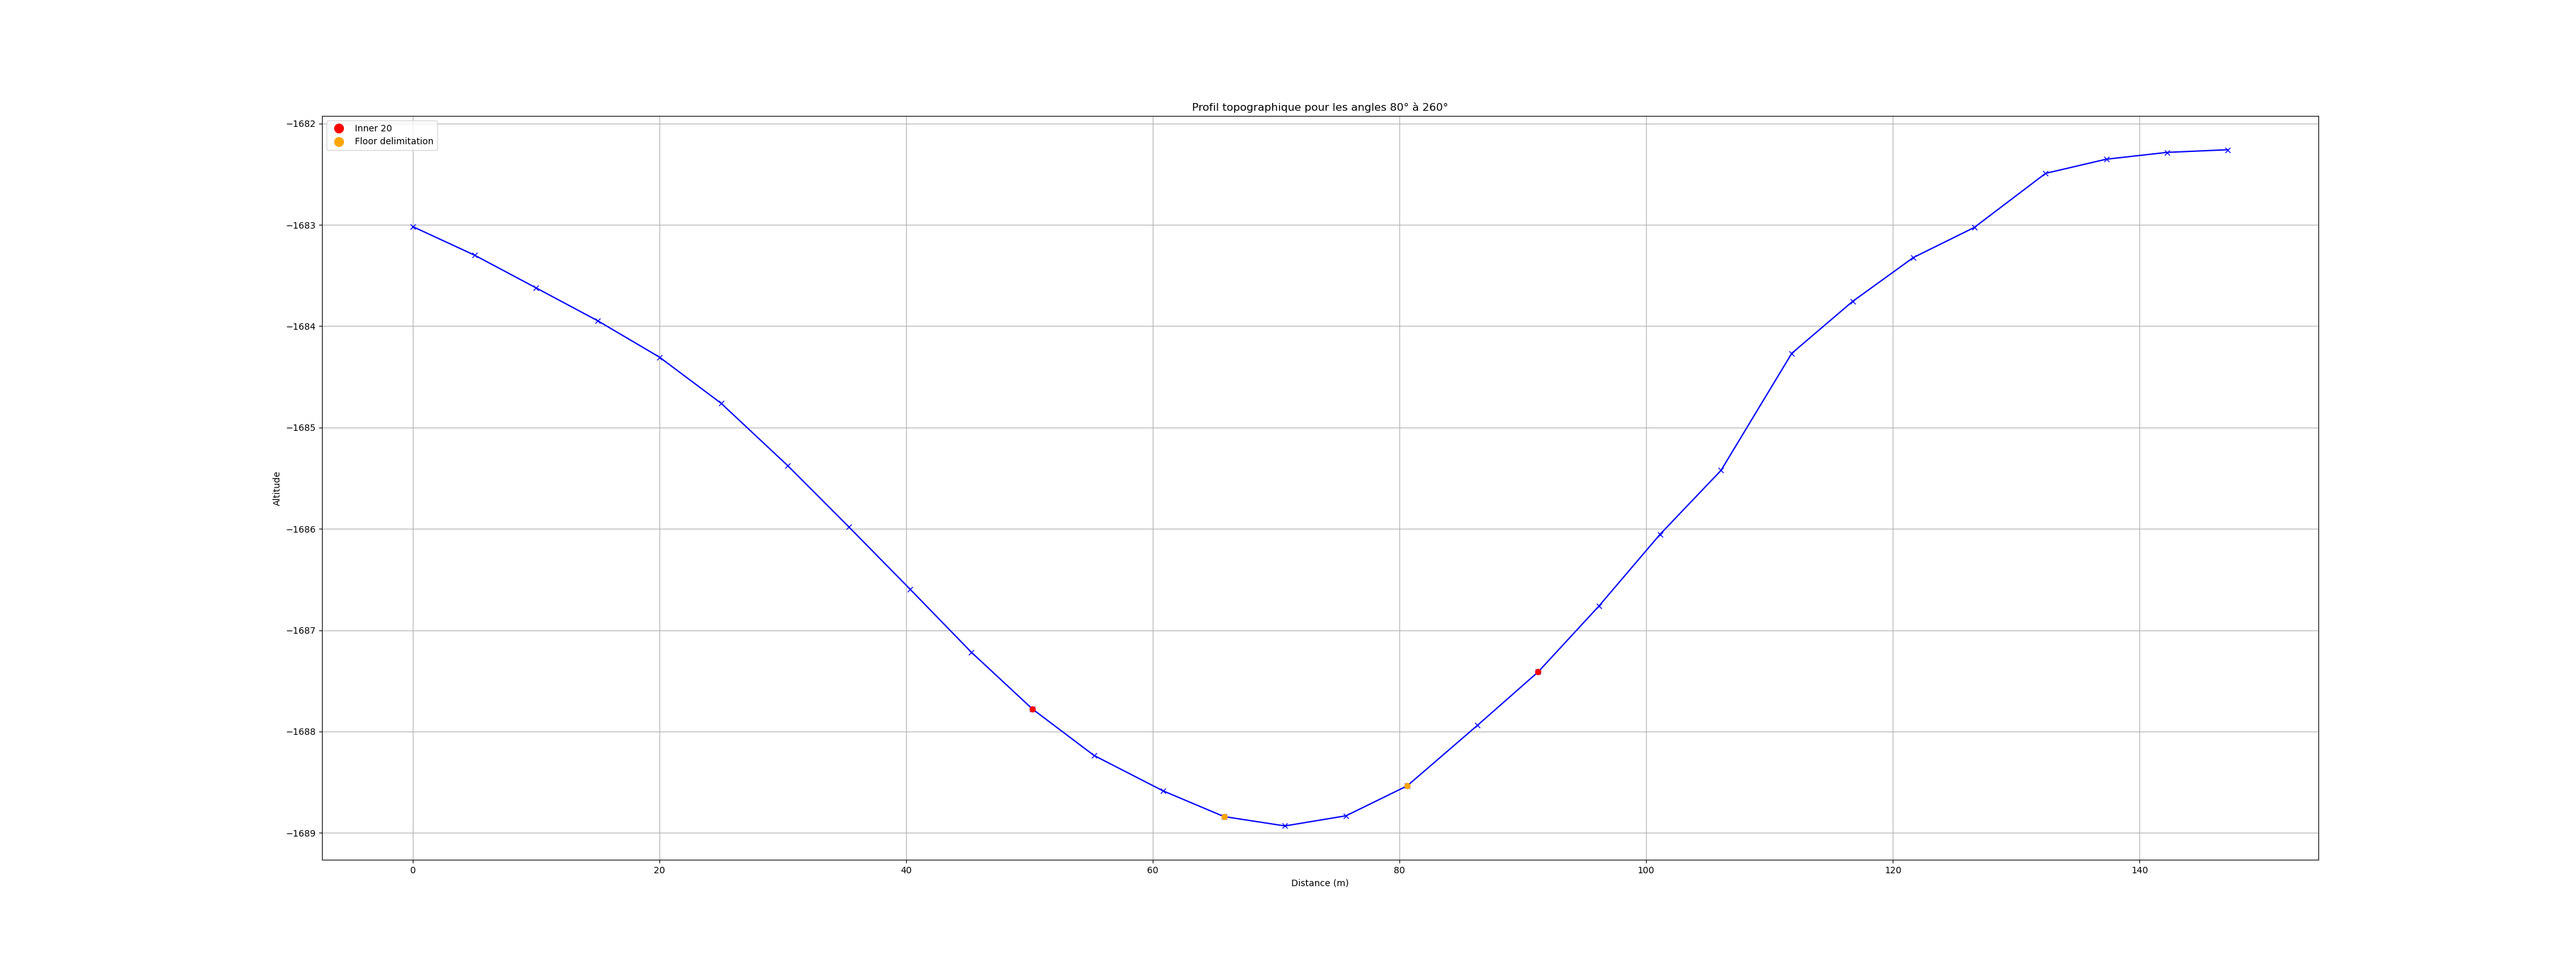 Profil topographique pour les angles 80° à 260°
Inner 20
Floor delimitation
−1682
−1683
−1684
−1685
−1686
−1687
−1688
−1689
Altitude
0 20 40 60 80 100 120 140
Distance (m)